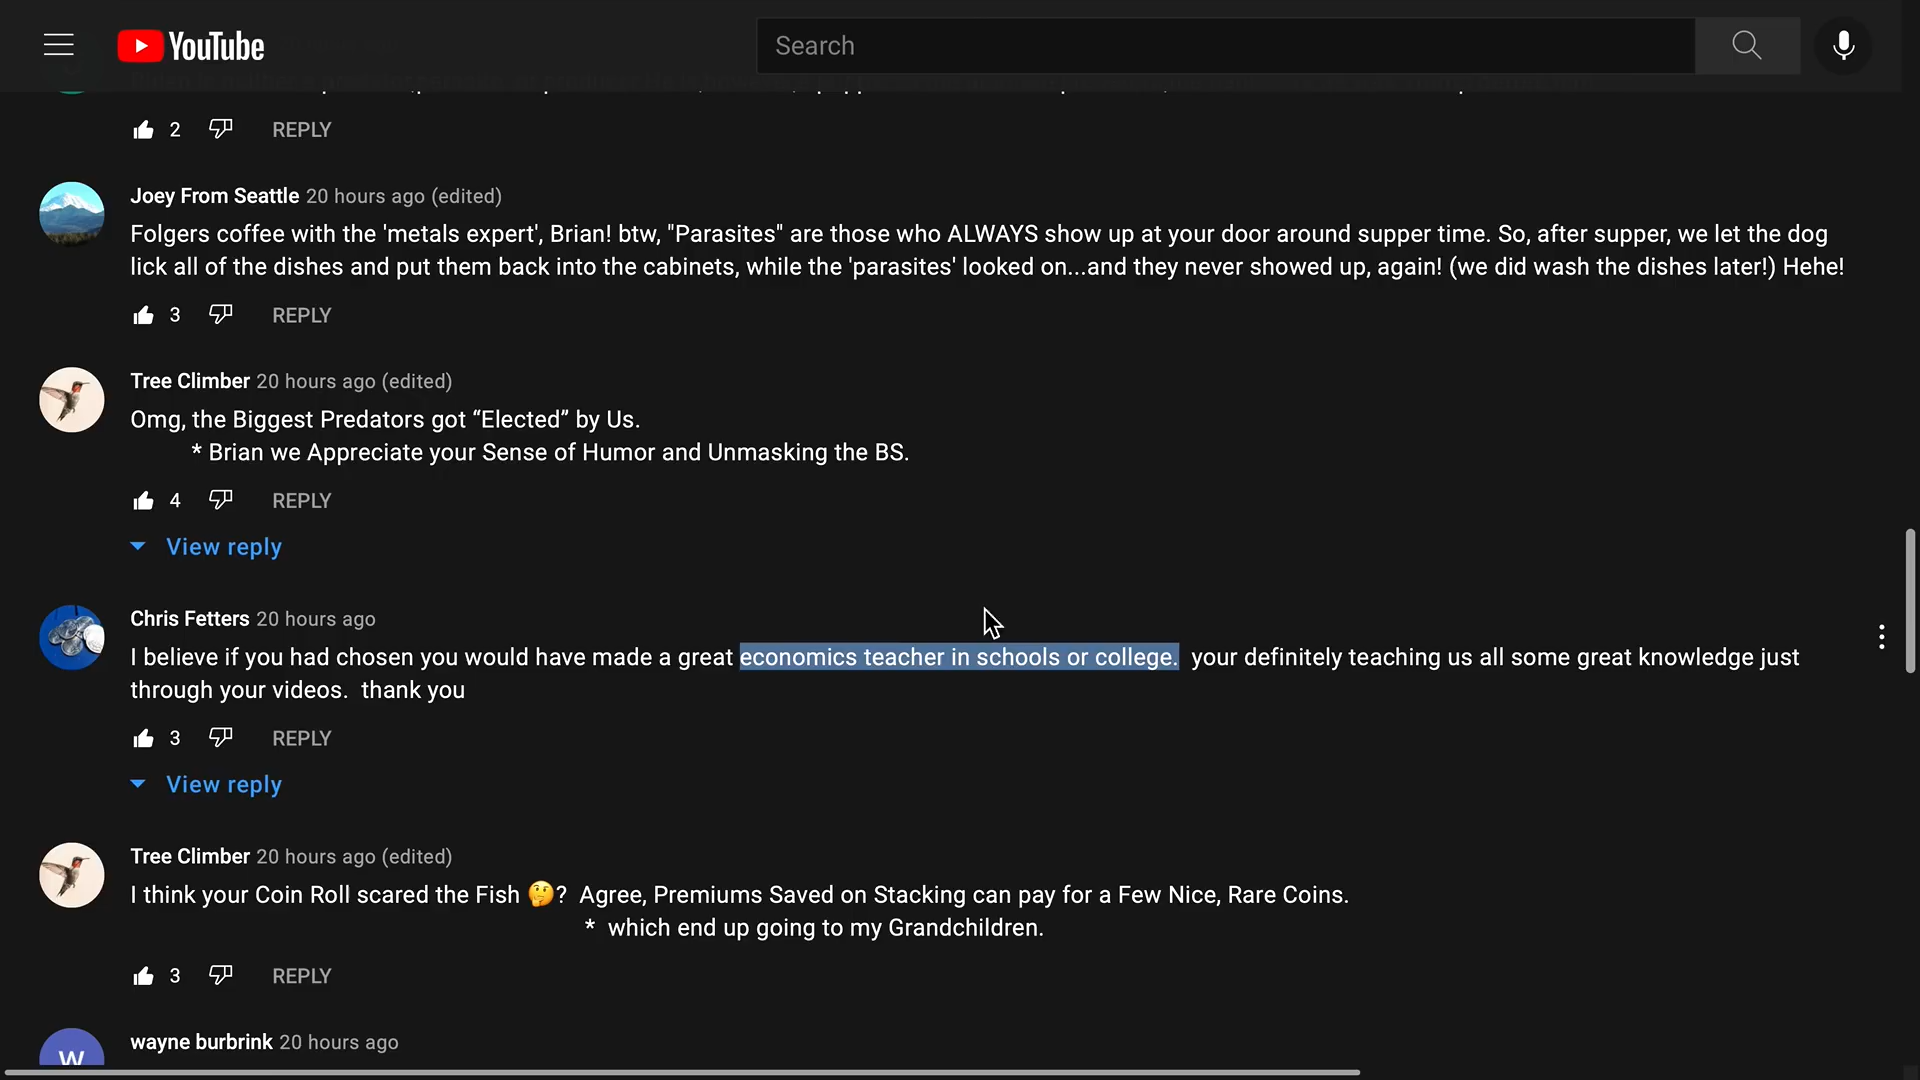 YouTube
Search
2 REPLY
Joey From Seattle 20 hours ago (edited)
Folgers coffee with the 'metals expert', Brian! btw, "Parasites" are those who ALWAYS show up at your door around supper time. So, after supper, we let the dog
lick all of the dishes and put them back into the cabinets, while the 'parasites' looked on...and they never showed up, again! (we did wash the dishes later!) Hehe!
3 REPLY
Tree Climber 20 hours ago (edited)
Omg, the Biggest Predators got “Elected” by Us.
* Brian we Appreciate your Sense of Humor and Unmasking the BS.
4 REPLY
View reply
Chris Fetters 20 hours ago
I believe if you had chosen you would have made a great economics teacher in schools or college.  your definitely teaching us all some great knowledge just
through your videos.  thank you
3 REPLY
View reply
Tree Climber 20 hours ago (edited)
I think your Coin Roll scared the Fish 🤔?  Agree, Premiums Saved on Stacking can pay for a Few Nice, Rare Coins.
*  which end up going to my Grandchildren.
3 REPLY
W
wayne burbrink 20 hours ago